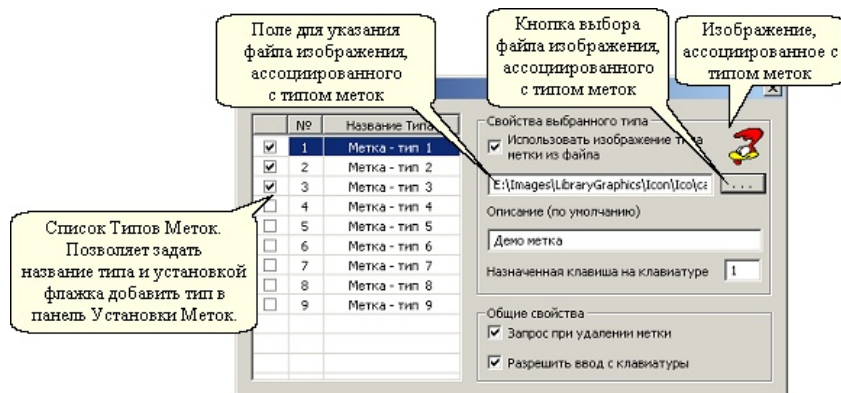 Поле для указания
файла изображения,
ассоциированного
с типом меток
Кнопка выбора
файла изображения,
ассоциированного
с типом меток
Изображение,
ассоциированное с
типом меток
№ Название Типа
1 Метка - тип 1
2 Метка - тип 2
3 Метка - тип 3
4 Метка - тип 4
5 Метка - тип 5
6 Метка - тип 6
7 Метка - тип 7
8 Метка - тип 8
9 Метка - тип 9
Список Типов Меток.
Позволяет задать
название типа и установкой
флажка добавить тип в
панель Установки Меток.
Свойства выбранного типа
Использовать изображение типа
метки из файла
E:\Images\LibraryGraphics\Icon\Ico\ca
...
Описание (по умолчанию)
Демо метка
Назначенная клавиша на клавиатуре 1
Общие свойства
Запрос при удалении метки
Разрешить ввод с клавиатуры